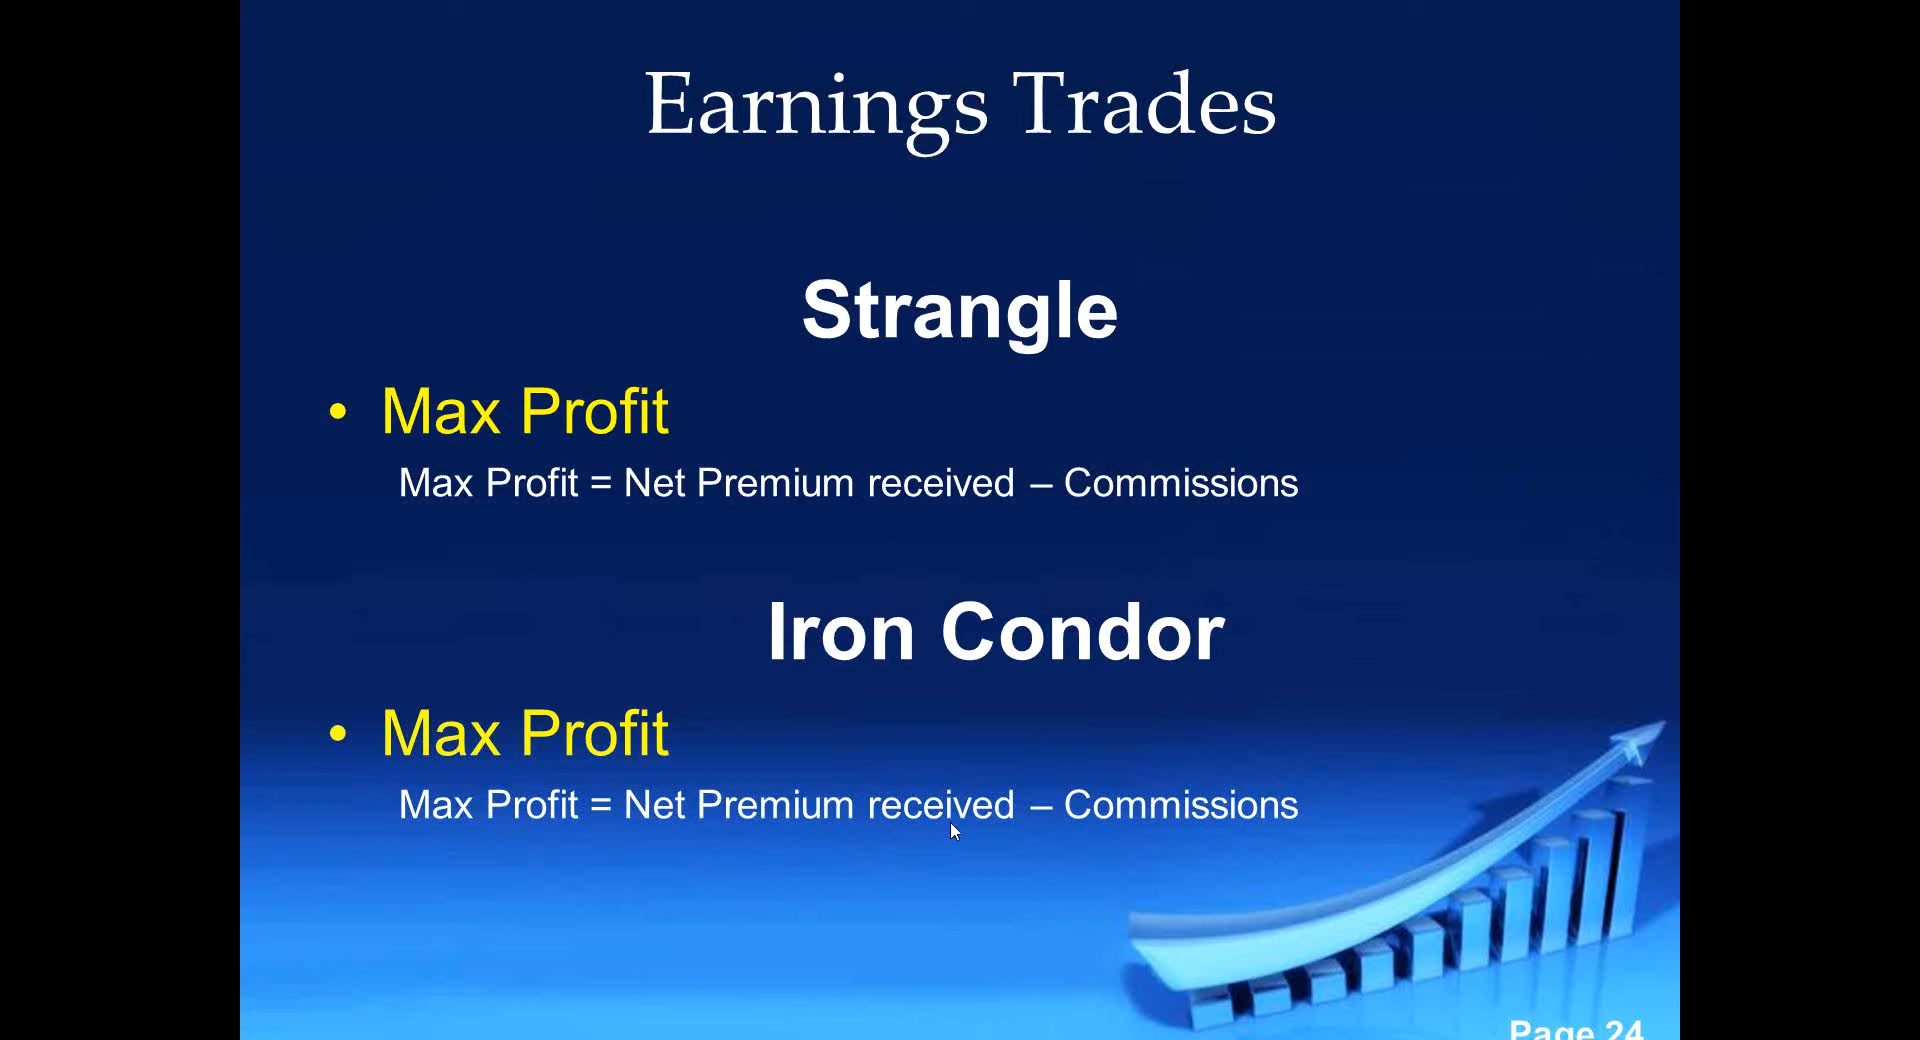 Earnings Trades
Strangle
• Max Profit
Max Profit = Net Premium received – Commissions
Iron Condor
• Max Profit
Max Profit = Net Premium received – Commissions
Page 24